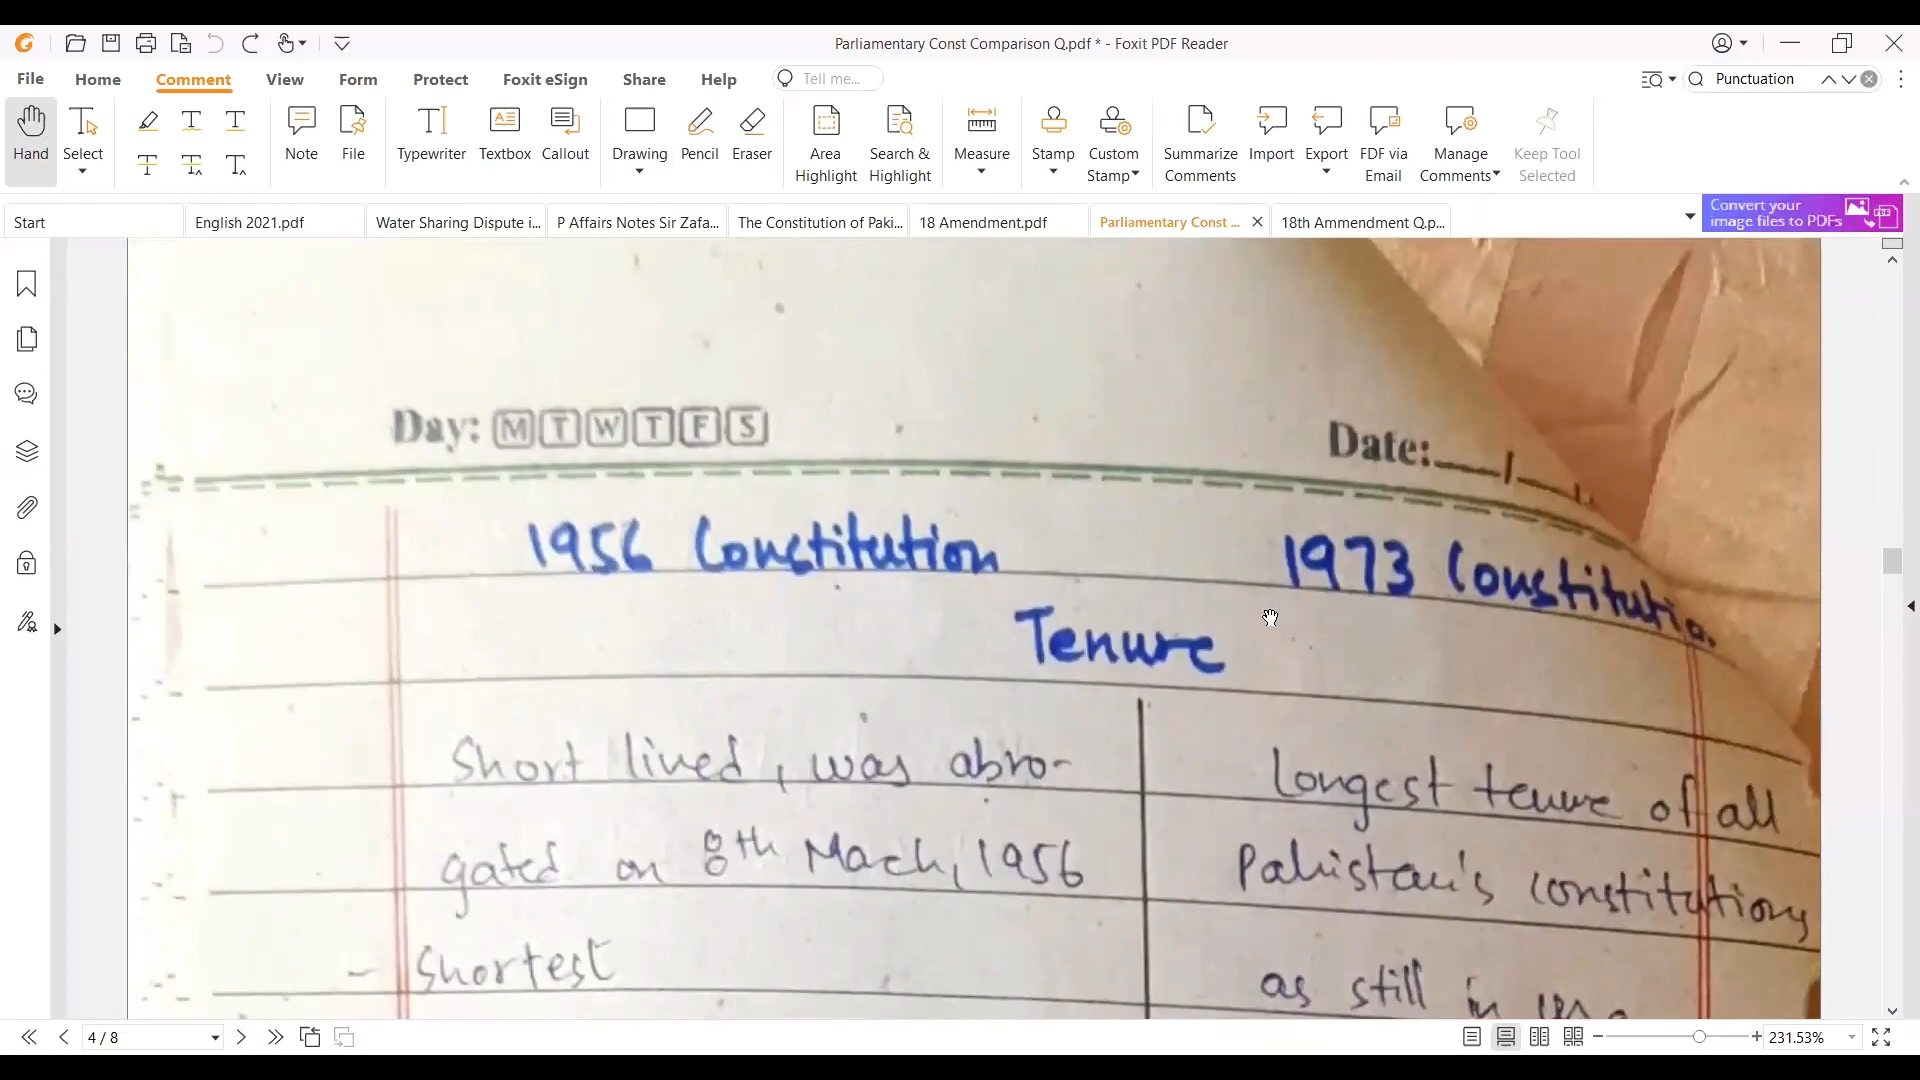 Parliamentary Const Comparison Q.pdf * - Foxit PDF Reader
File Home Comment View Form Protect Foxit eSign Share Help Tell me... Punctuation
Hand Select Note File Typewriter Textbox Callout Drawing Pencil Eraser Area Highlight Search & Highlight Measure Stamp Custom Stamp Summarize Comments Import Export FDF via Email Manage Comments Keep Tool Selected
Start English 2021.pdf Water Sharing Dispute i... P Affairs Notes Sir Zafa... The Constitution of Paki... 18 Amendment.pdf Parliamentary Const ... 18th Ammendment Q.p... Convert your image files to PDFs
Day: M T W T F S Date:__/__
1956 Constitution 1973 Constitutio
Tenure
Short lived, was abro- Longest tenure of all
gated on 8th Mach, 1956 Pakistan's constitutions
- Shortest as still in
4 / 8 231.53%